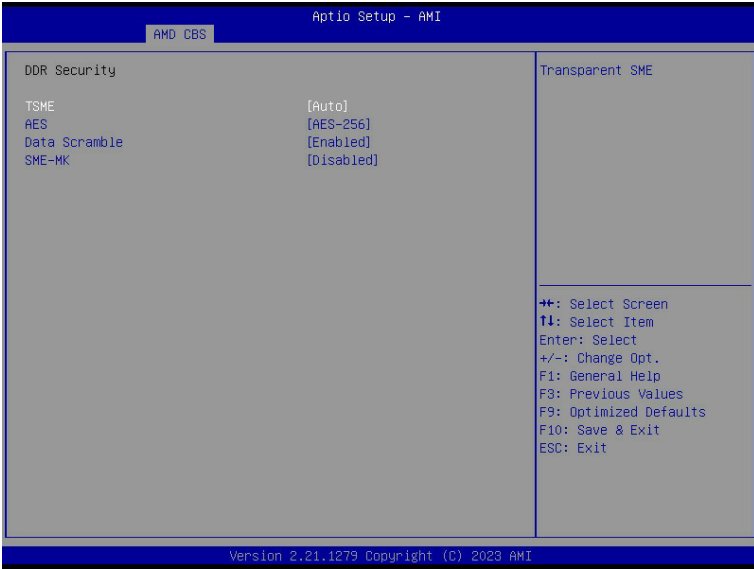 Aptio Setup - AMI
AMD CBS
DDR Security
TSME [Auto]
AES [AES-256]
Data Scramble [Enabled]
SME-MK [Disabled]
Transparent SME
→←: Select Screen
↑↓: Select Item
Enter: Select
+/-: Change Opt.
F1: General Help
F3: Previous Values
F9: Optimized Defaults
F10: Save & Exit
ESC: Exit
Version 2.21.1279 Copyright (C) 2023 AMI